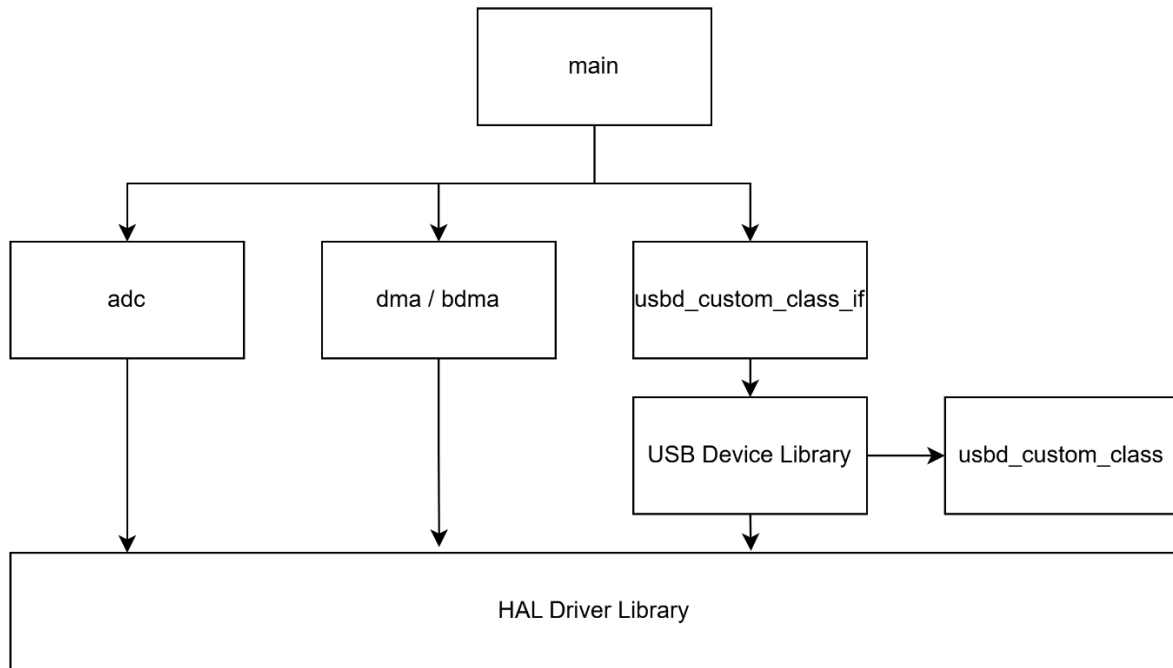 main
adc
dma / bdma
usbd_custom_class_if
USB Device Library
usbd_custom_class
HAL Driver Library